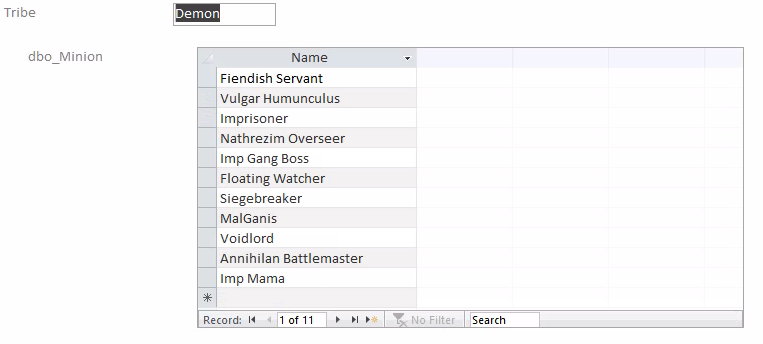 Tribe
Demon
dbo_Minion
Name
Fiendish Servant
Vulgar Humunculus
Imprisoner
Nathrezim Overseer
Imp Gang Boss
Floating Watcher
Siegebreaker
MalGanis
Voidlord
Annihilan Battlemaster
Imp Mama
Record: 1 of 11 No Filter Search